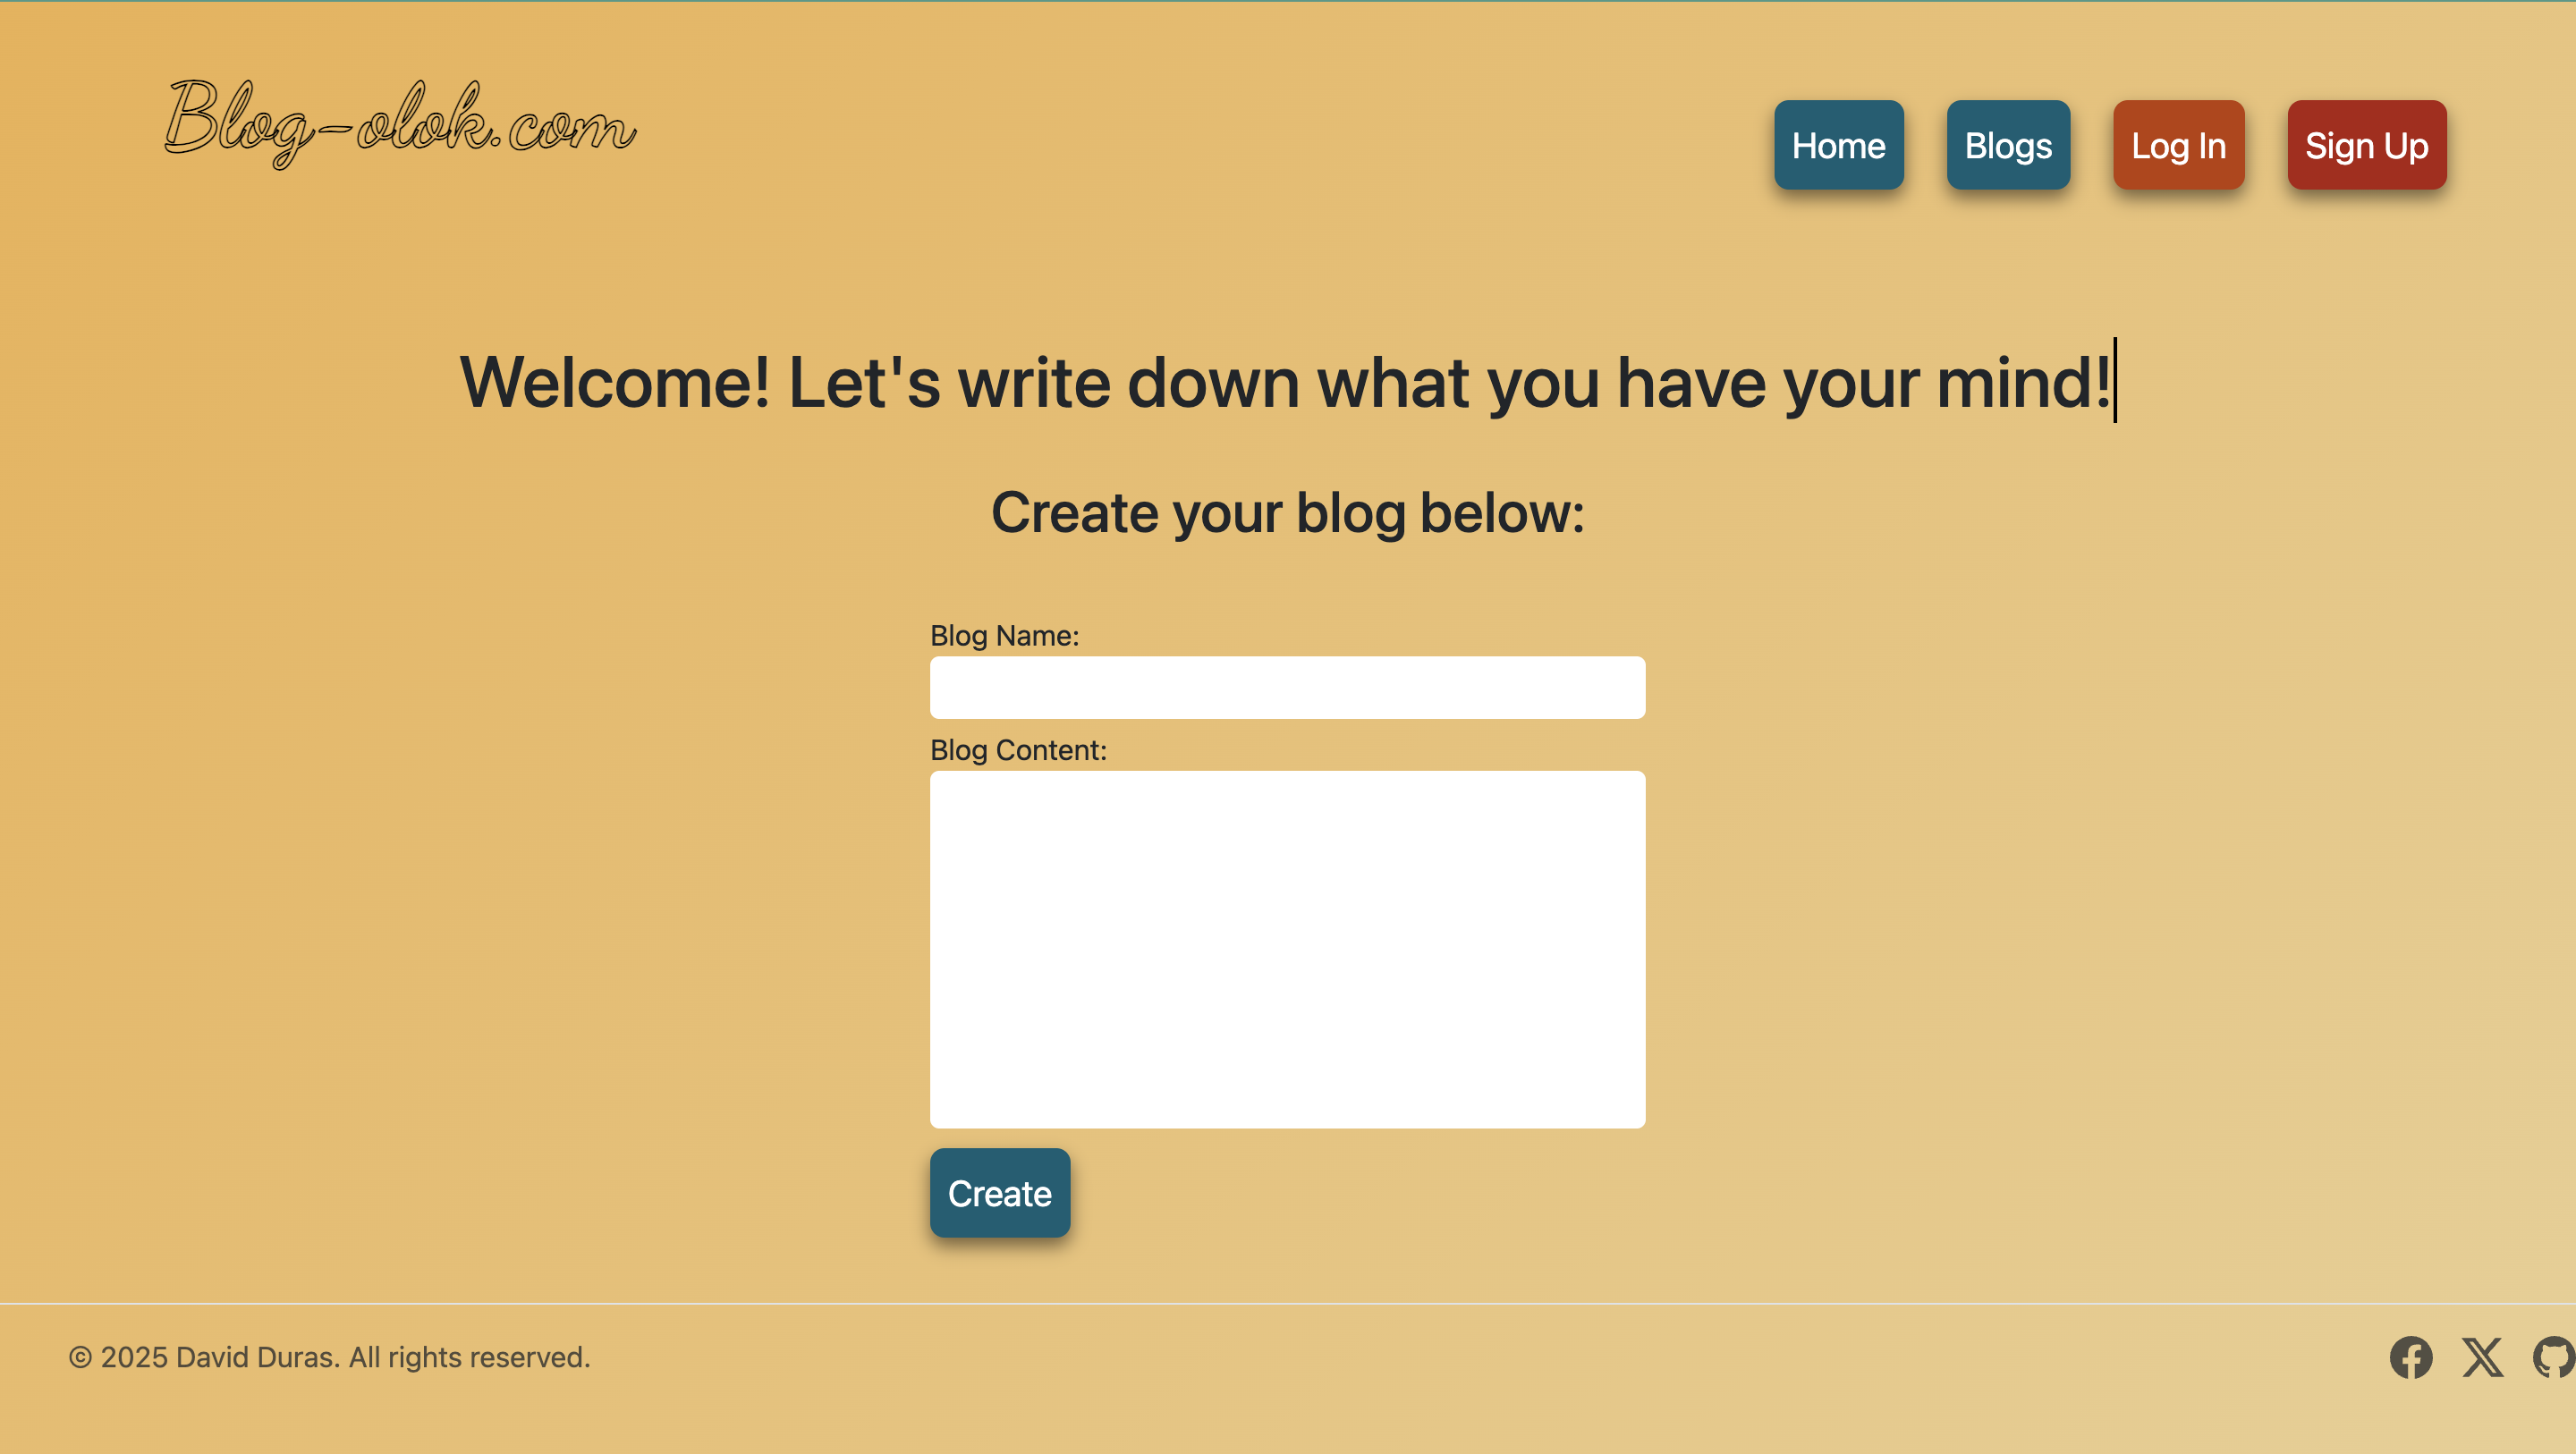 Blog-olok.com
Home Blogs Log In Sign Up
Welcome! Let's write down what you have your mind!
Create your blog below:
Blog Name:
Blog Content:
Create
© 2025 David Duras. All rights reserved.